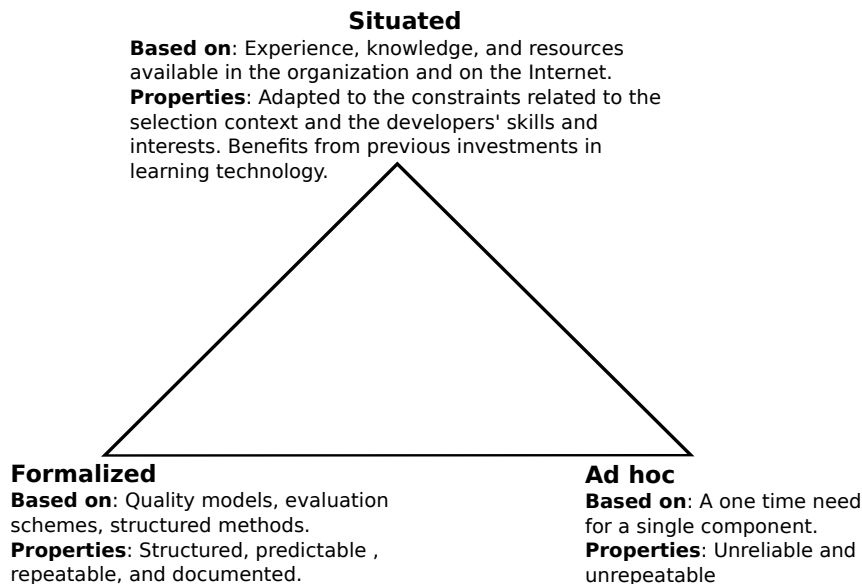 Situated
Based on: Experience, knowledge, and resources
available in the organization and on the Internet.
Properties: Adapted to the constraints related to the
selection context and the developers' skills and
interests. Benefits from previous investments in
learning technology.
Formalized
Based on: Quality models, evaluation
schemes, structured methods.
Properties: Structured, predictable ,
repeatable, and documented.
Ad hoc
Based on: A one time need
for a single component.
Properties: Unreliable and
unrepeatable